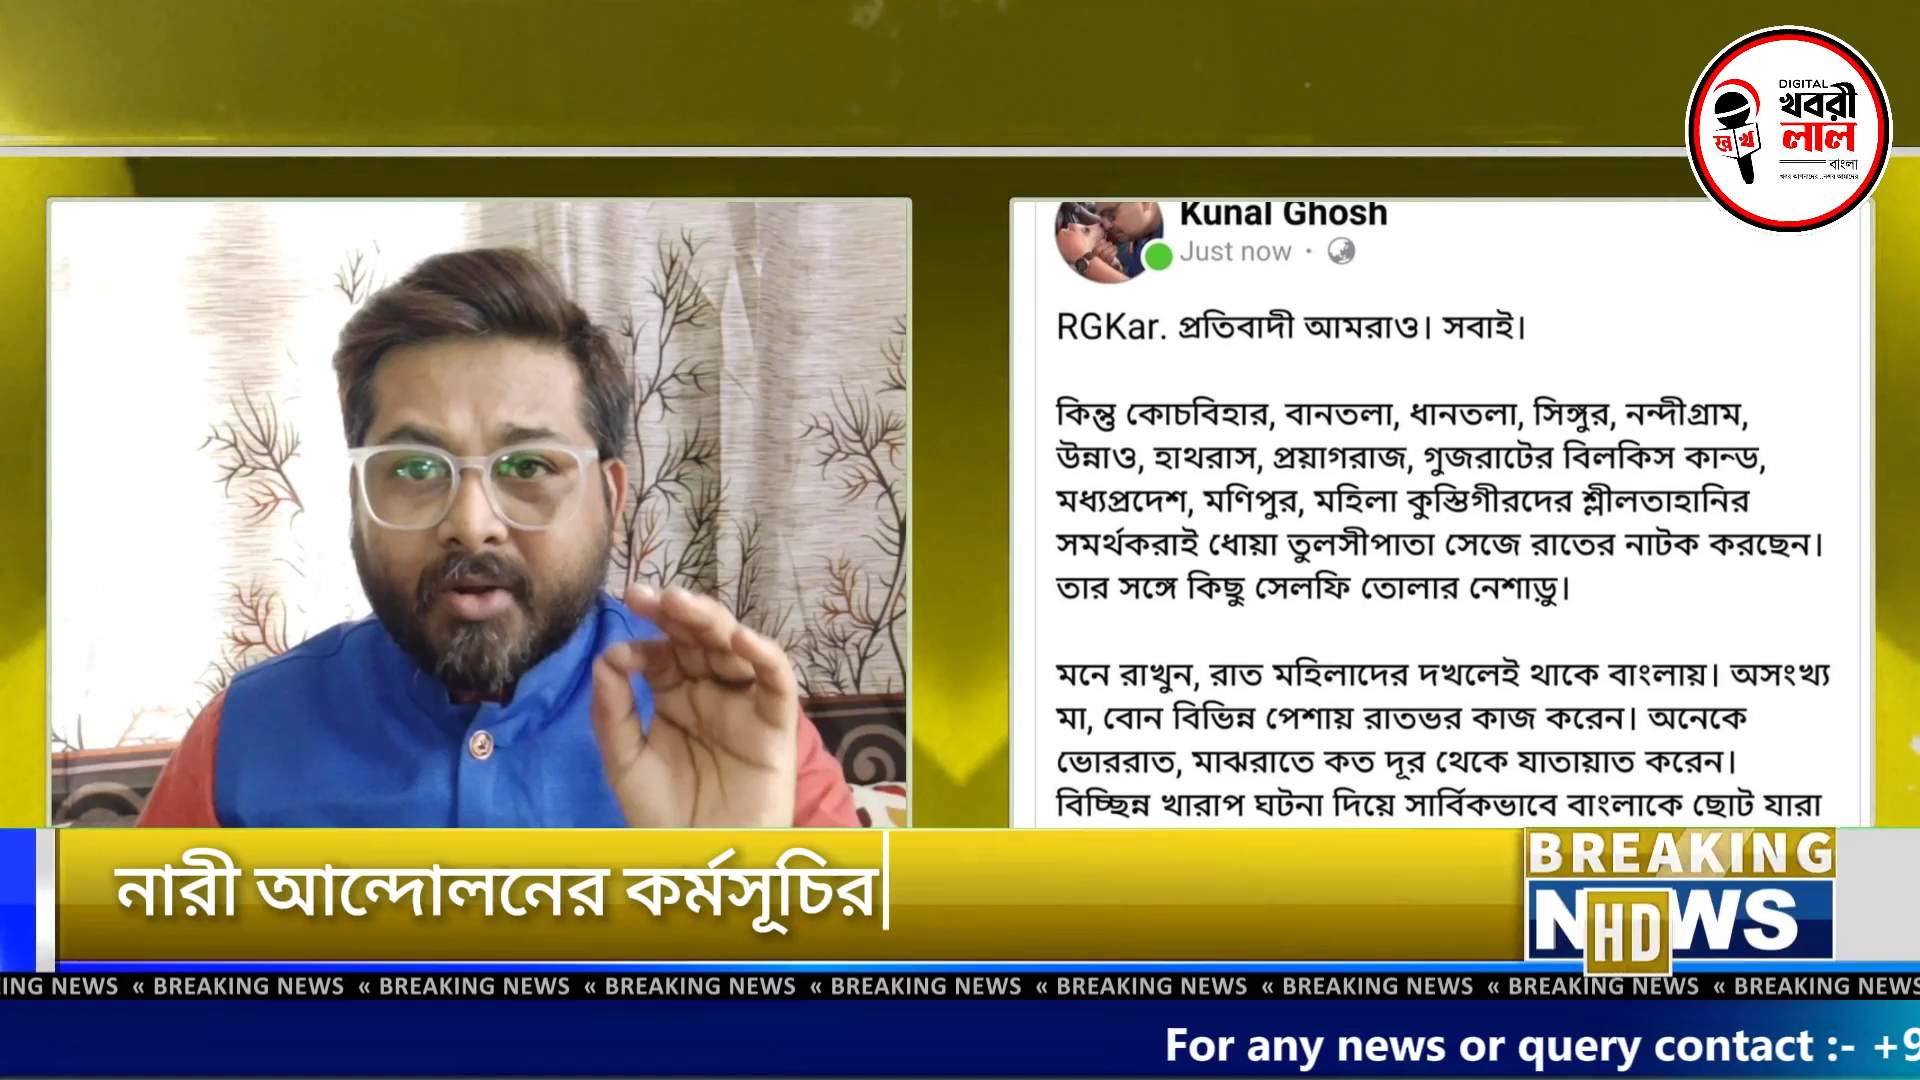 DIGITAL
খবরী
লাল
বাংলা
খ খ
Kunal Ghosh
Just now ·
RGKar. প্রতিবাদী আমরাও। সবাই।
কিন্তু কোচবিহার, বানতলা, ধানতলা, সিঙ্গুর, নন্দীগ্রাম,
উন্নাও, হাথরাস, প্রয়াগরাজ, গুজরাটের বিলকিস কান্ড,
মধ্যপ্রদেশ, মণিপুর, মহিলা কুস্তিগীরদের শ্লীলতাহানির
সমর্থকরাই ধোয়া তুলসীপাতা সেজে রাতের নাটক করছেন।
তার সঙ্গে কিছু সেলফি তোলার নেশাড়ু।
মনে রাখুন, রাত মহিলাদের দখলেই থাকে বাংলায়। অসংখ্য
মা, বোন বিভিন্ন পেশায় রাতভর কাজ করেন। অনেকে
ভোররাত, মাঝরাতে কত দূর থেকে যাতায়াত করেন।
বিচ্ছিন্ন খারাপ ঘটনা দিয়ে সার্বিকভাবে বাংলাকে ছোট যারা
নারী আন্দোলনের কর্মসূচির
BREAKING
NEWS
HD
ING NEWS « BREAKING NEWS « BREAKING NEWS « BREAKING NEWS « BREAKING NEWS « BREAKING NEWS « BREAKING NEWS « BREAKING NEWS « BREAKING NEWS
For any news or query contact :- +9